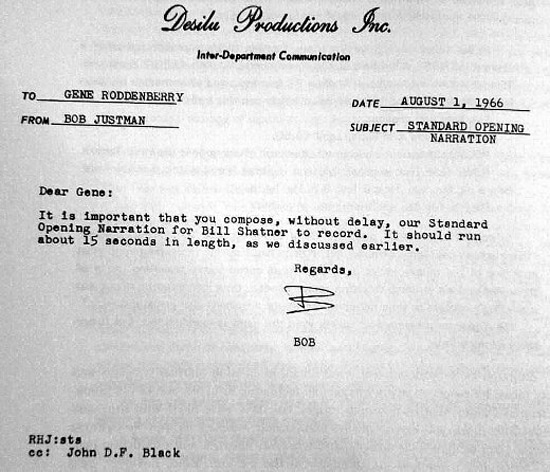 Desilu Productions Inc.
Inter-Department Communication
TO GENE RODDENBERRY
DATE AUGUST 1, 1966
FROM BOB JUSTMAN
SUBJECT STANDARD OPENING
NARRATION
Dear Gene:
It is important that you compose, without delay, our Standard
Opening Narration for Bill Shatner to record. It should run
about 15 seconds in length, as we discussed earlier.
Regards,
B
BOB
RHJ:sts
cc: John D.F. Black